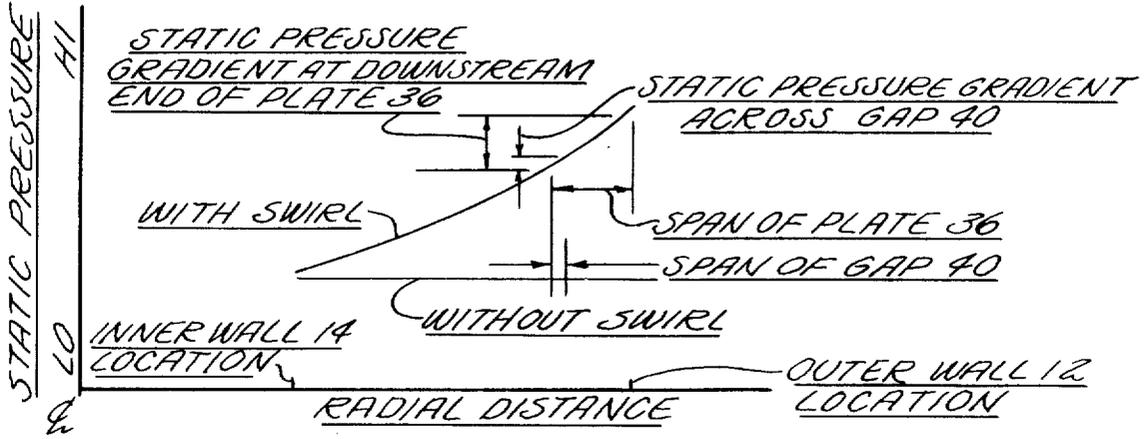 STATIC PRESSURE
LO
HI
STATIC PRESSURE
GRADIENT AT DOWNSTREAM
END OF PLATE 36
STATIC PRESSURE GRADIENT
ACROSS GAP 40
WITH SWIRL
SPAN OF PLATE 36
SPAN OF GAP 40
WITHOUT SWIRL
INNER WALL 14
LOCATION
OUTER WALL 12
LOCATION
RADIAL DISTANCE
℄